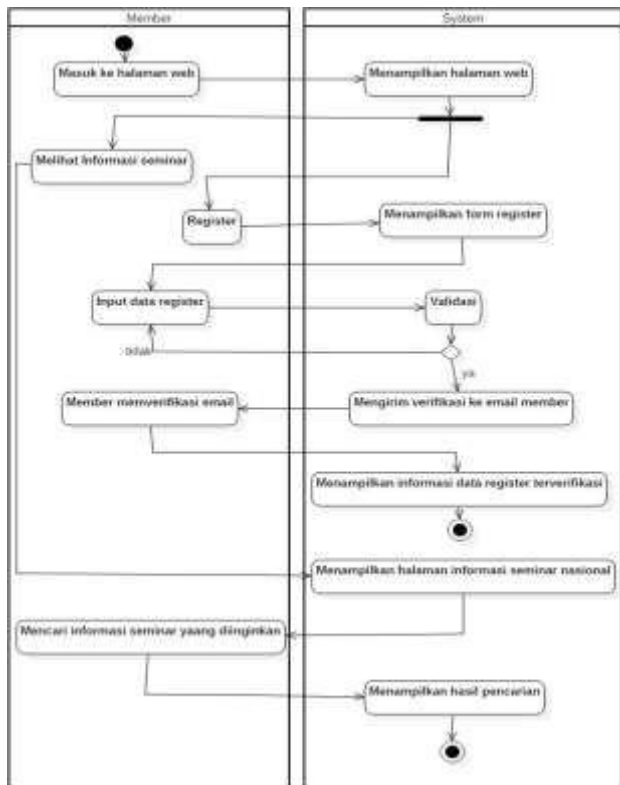 Member
System
Masuk ke halaman web
Menampilkan halaman web
Melihat Informasi seminar
Register
Menampilkan form register
Input data register
Validasi
tidak
ya
Member memverifikasi email
Mengirim verifikasi ke email member
Menampilkan informasi data register terverifikasi
Menampilkan halaman informasi seminar nasional
Mencari informasi seminar yaang diinginkan
Menampilkan hasil pencarian